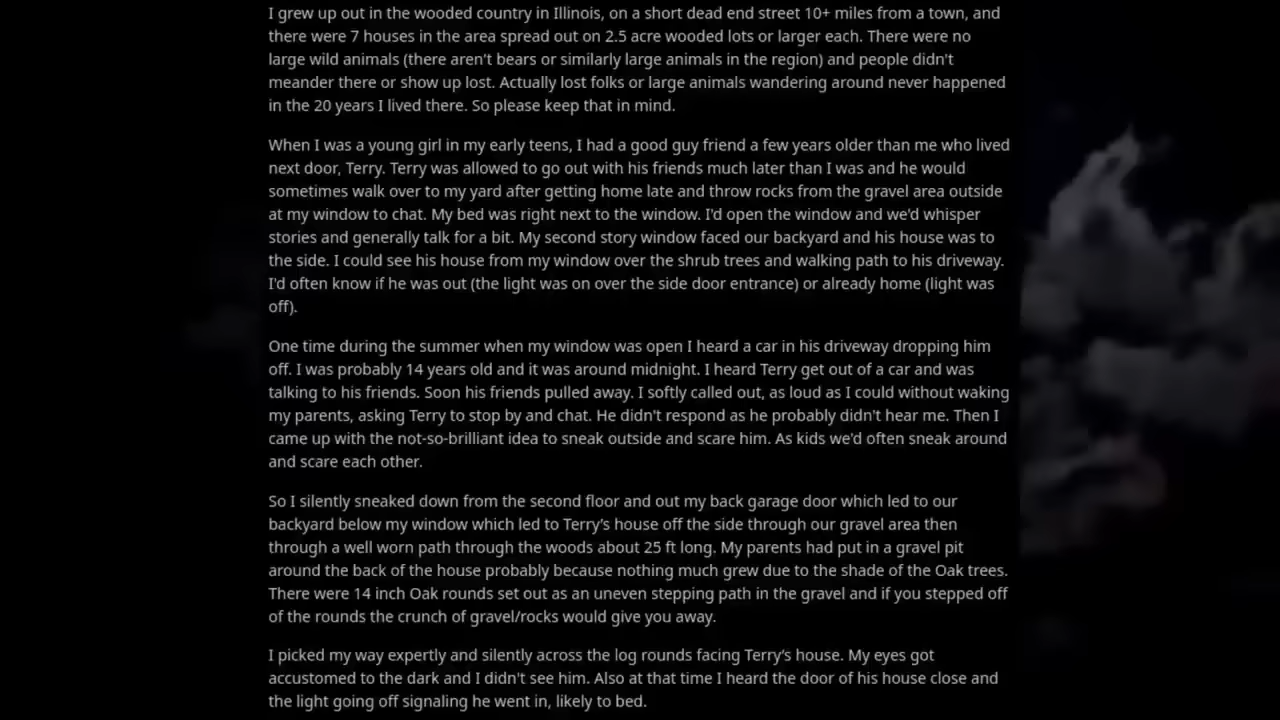 I grew up out in the wooded country in Illinois, on a short dead end street 10+ miles from a town, and
there were 7 houses in the area spread out on 2.5 acre wooded lots or larger each. There were no
large wild animals (there aren't bears or similarly large animals in the region) and people didn't
meander there or show up lost. Actually lost folks or large animals wandering around never happened
in the 20 years I lived there. So please keep that in mind.
When I was a young girl in my early teens, I had a good guy friend a few years older than me who lived
next door, Terry. Terry was allowed to go out with his friends much later than I was and he would
sometimes walk over to my yard after getting home late and throw rocks from the gravel area outside
at my window to chat. My bed was right next to the window. I'd open the window and we'd whisper
stories and generally talk for a bit. My second story window faced our backyard and his house was to
the side. I could see his house from my window over the shrub trees and walking path to his driveway.
I'd often know if he was out (the light was on over the side door entrance) or already home (light was
off).
One time during the summer when my window was open I heard a car in his driveway dropping him
off. I was probably 14 years old and it was around midnight. I heard Terry get out of a car and was
talking to his friends. Soon his friends pulled away. I softly called out, as loud as I could without waking
my parents, asking Terry to stop by and chat. He didn't respond as he probably didn't hear me. Then I
came up with the not-so-brilliant idea to sneak outside and scare him. As kids we'd often sneak around
and scare each other.
So I silently sneaked down from the second floor and out my back garage door which led to our
backyard below my window which led to Terry's house off the side through our gravel area then
through a well worn path through the woods about 25 ft long. My parents had put in a gravel pit
around the back of the house probably because nothing much grew due to the shade of the Oak trees.
There were 14 inch Oak rounds set out as an uneven stepping path in the gravel and if you stepped off
of the rounds the crunch of gravel/rocks would give you away.
I picked my way expertly and silently across the log rounds facing Terry's house. My eyes got
accustomed to the dark and I didn't see him. Also at that time I heard the door of his house close and
the light going off signaling he went in, likely to bed.